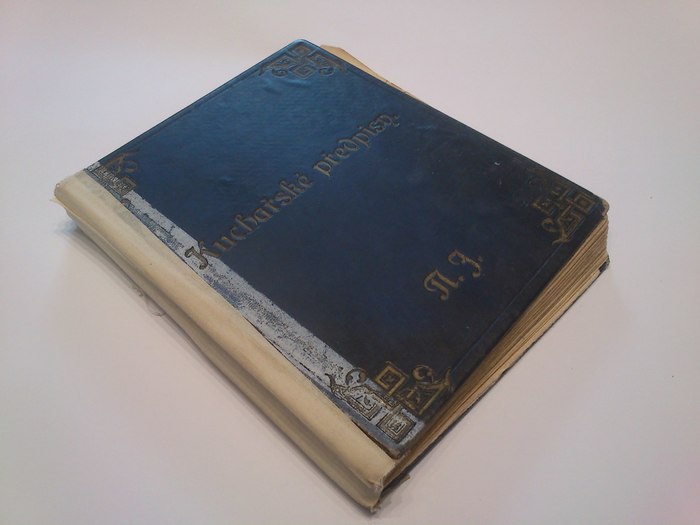 Kuchařské předpisy.
N. J.